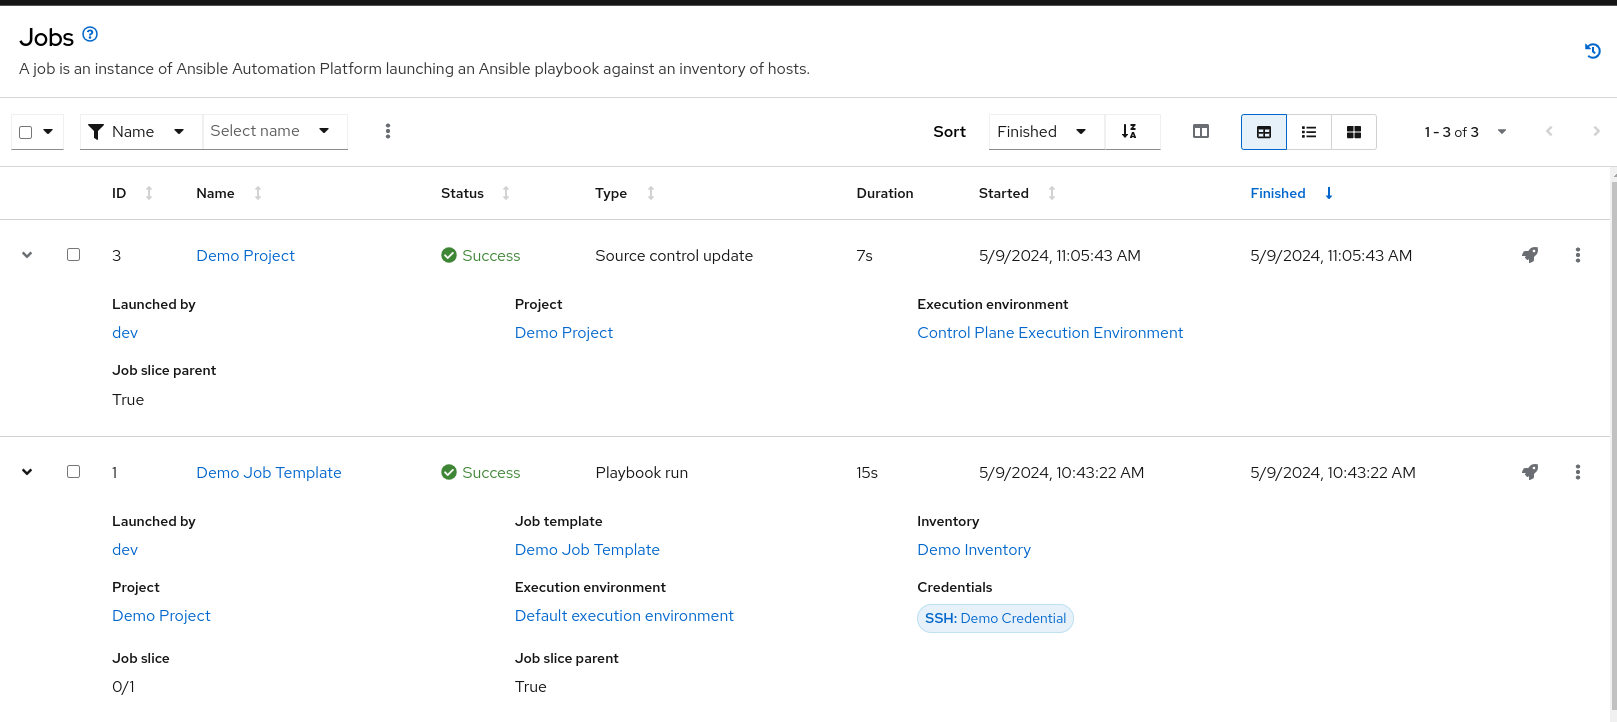 Jobs
A job is an instance of Ansible Automation Platform launching an Ansible playbook against an inventory of hosts.
Name Select name Sort Finished 1 - 3 of 3
ID Name Status Type Duration Started Finished
3 Demo Project Success Source control update 7s 5/9/2024, 11:05:43 AM 5/9/2024, 11:05:43 AM
Launched by Project Execution environment
dev Demo Project Control Plane Execution Environment
Job slice parent
True
1 Demo Job Template Success Playbook run 15s 5/9/2024, 10:43:22 AM 5/9/2024, 10:43:22 AM
Launched by Job template Inventory
dev Demo Job Template Demo Inventory
Project Execution environment Credentials
Demo Project Default execution environment SSH: Demo Credential
Job slice Job slice parent
0/1 True